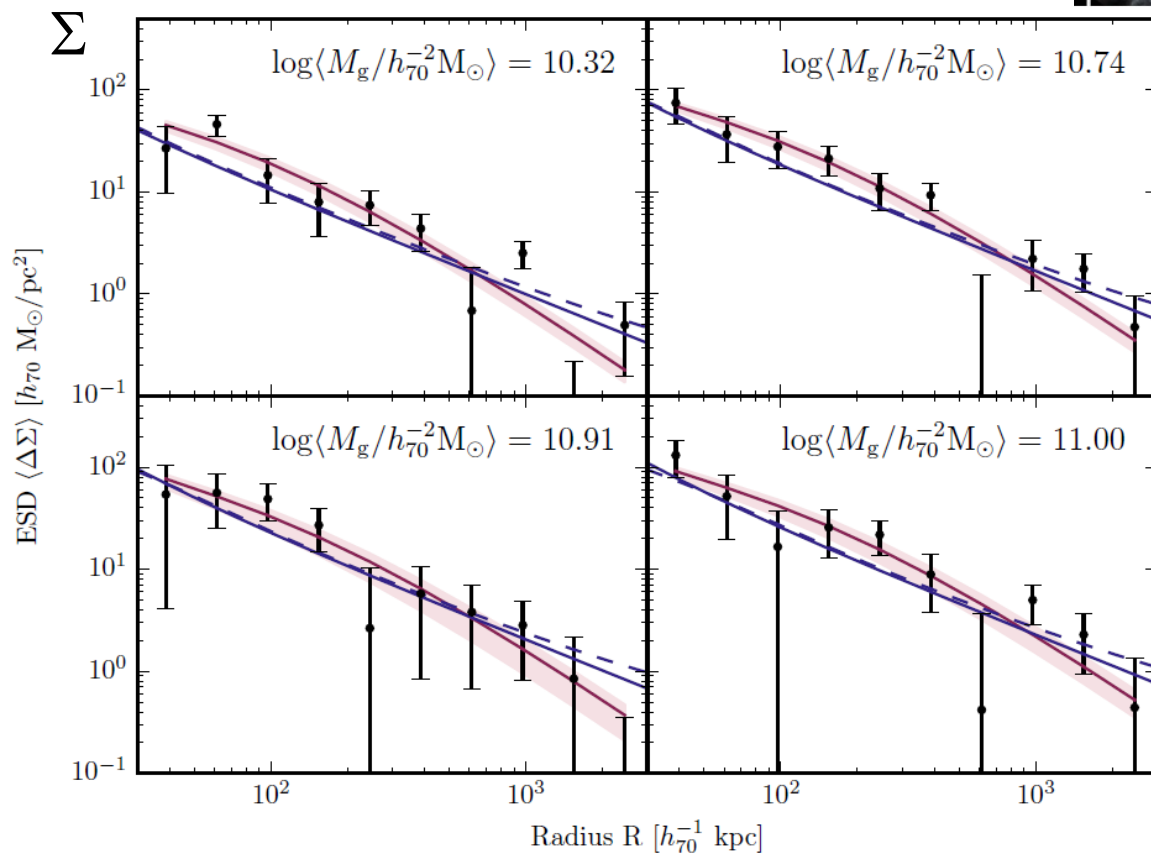 Σ
log⟨M_g/h_70^-2 M_⊙⟩ = 10.32
log⟨M_g/h_70^-2 M_⊙⟩ = 10.74
10^2
10^1
10^0
10^-1
log⟨M_g/h_70^-2 M_⊙⟩ = 10.91
log⟨M_g/h_70^-2 M_⊙⟩ = 11.00
10^2
10^1
10^0
10^-1
ESD ⟨ΔΣ⟩ [h_70 M_⊙/pc^2]
10^2
10^3
10^2
10^3
Radius R [h_70^-1 kpc]